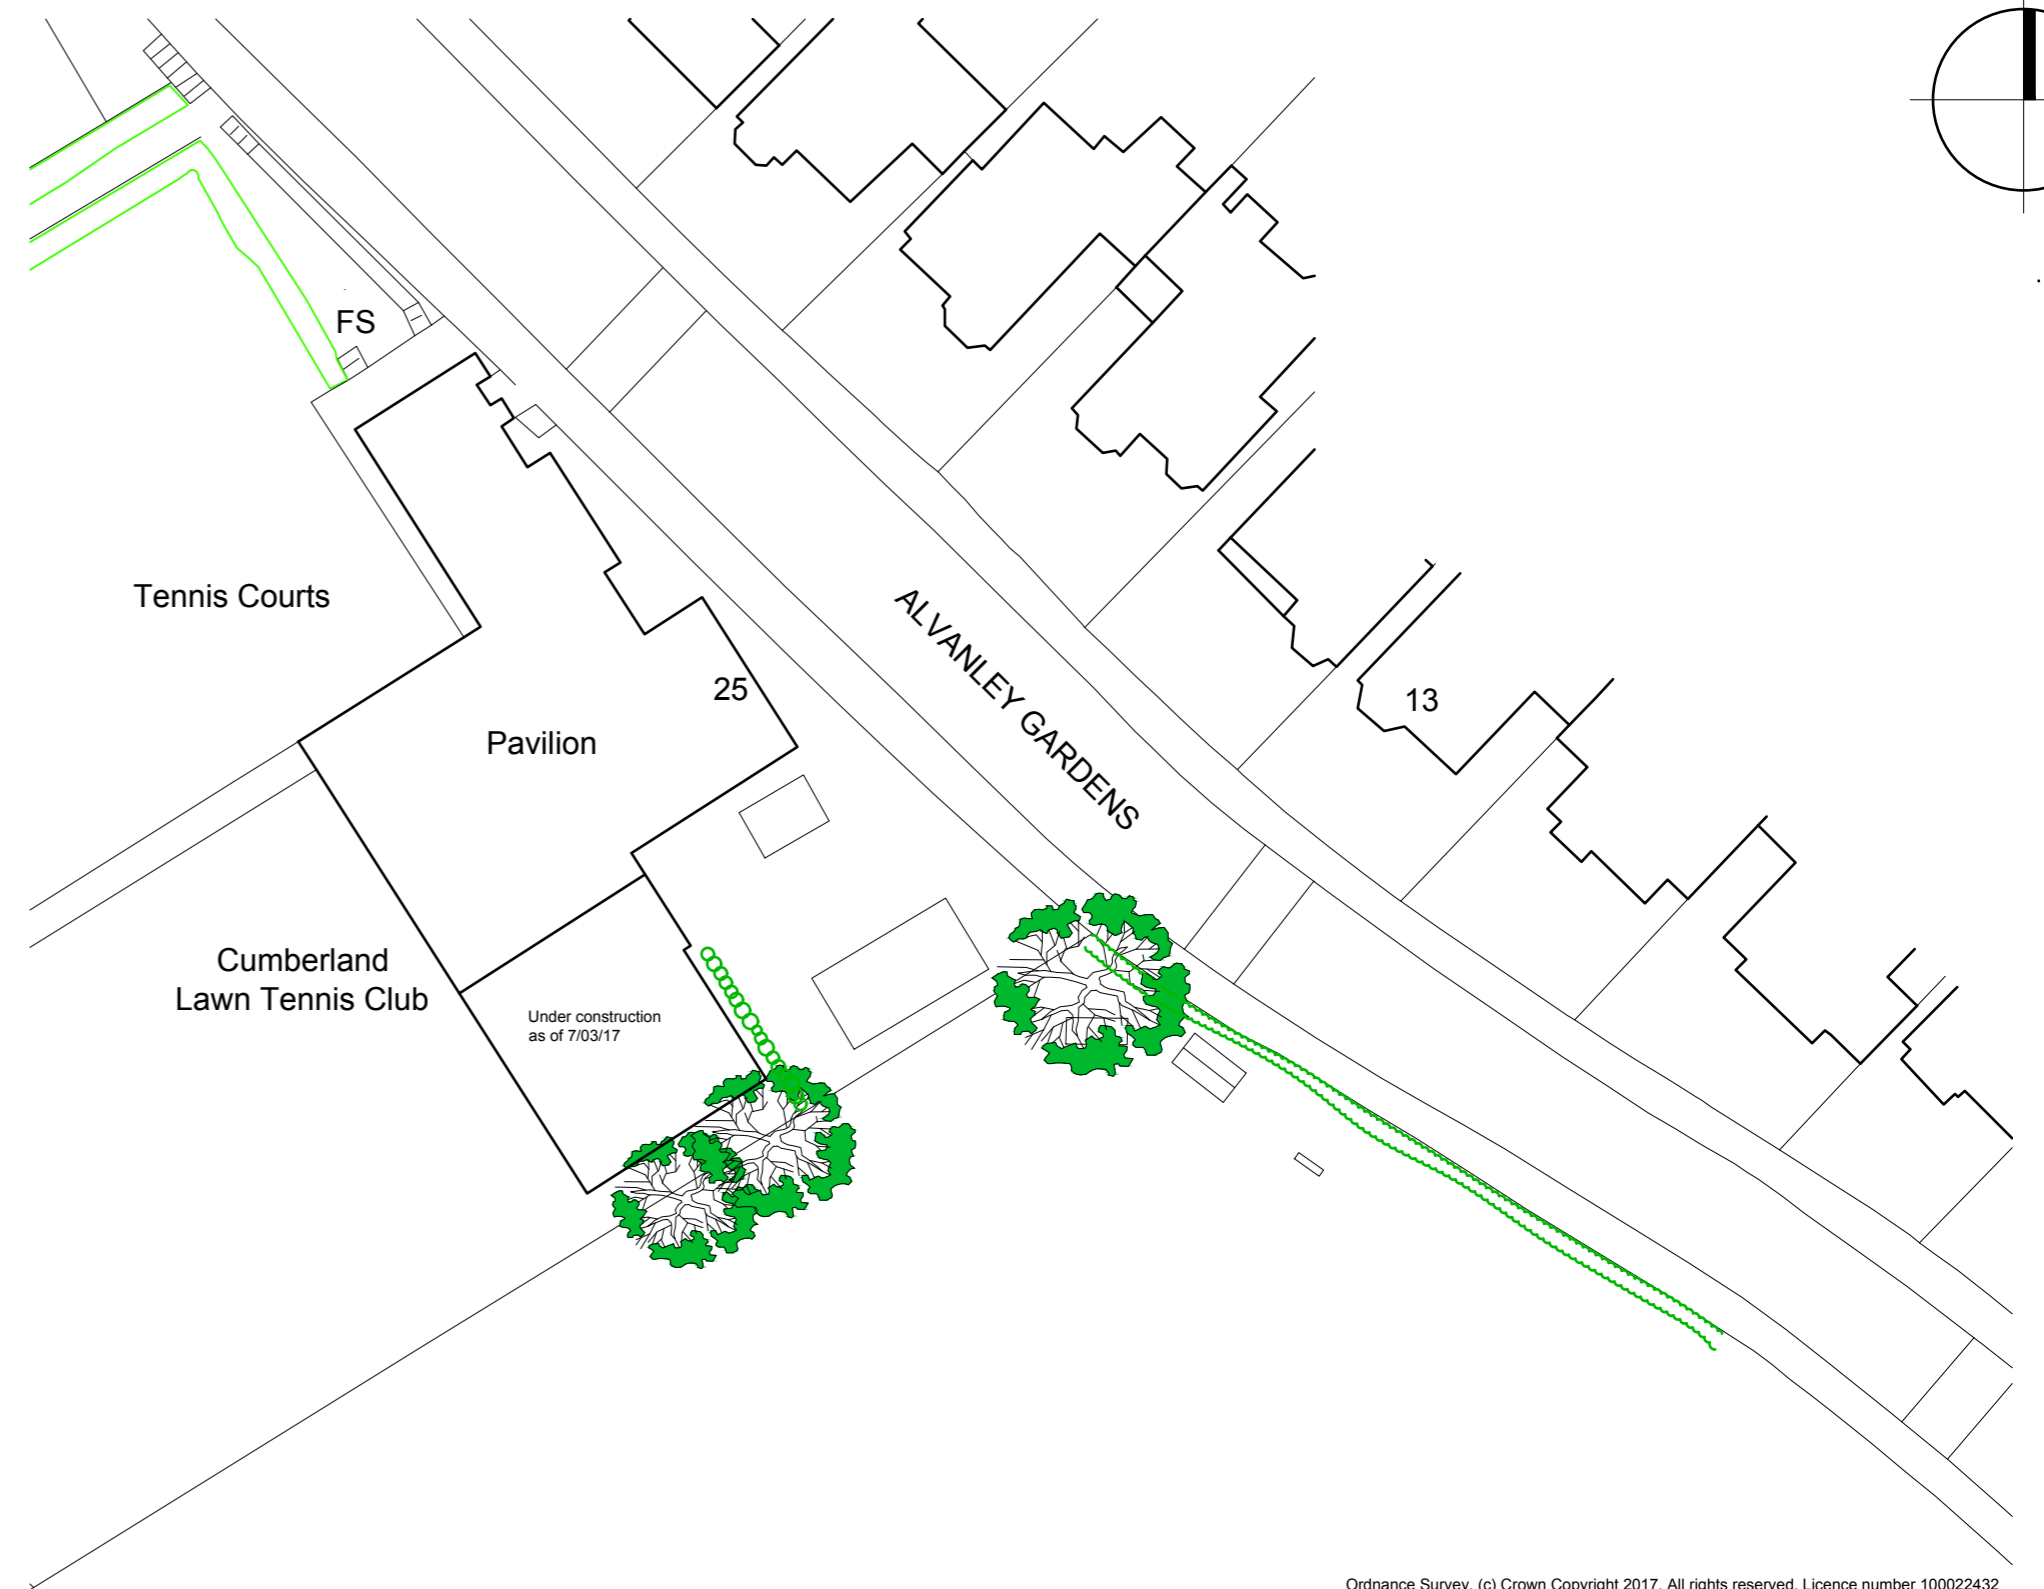 FS
Tennis Courts
ALVANLEY GARDENS
25
13
Pavilion
Cumberland
Lawn Tennis Club
Under construction
as of 7/03/17
Ordnance Survey, (c) Crown Copyright 2017. All rights reserved. Licence number 100022432